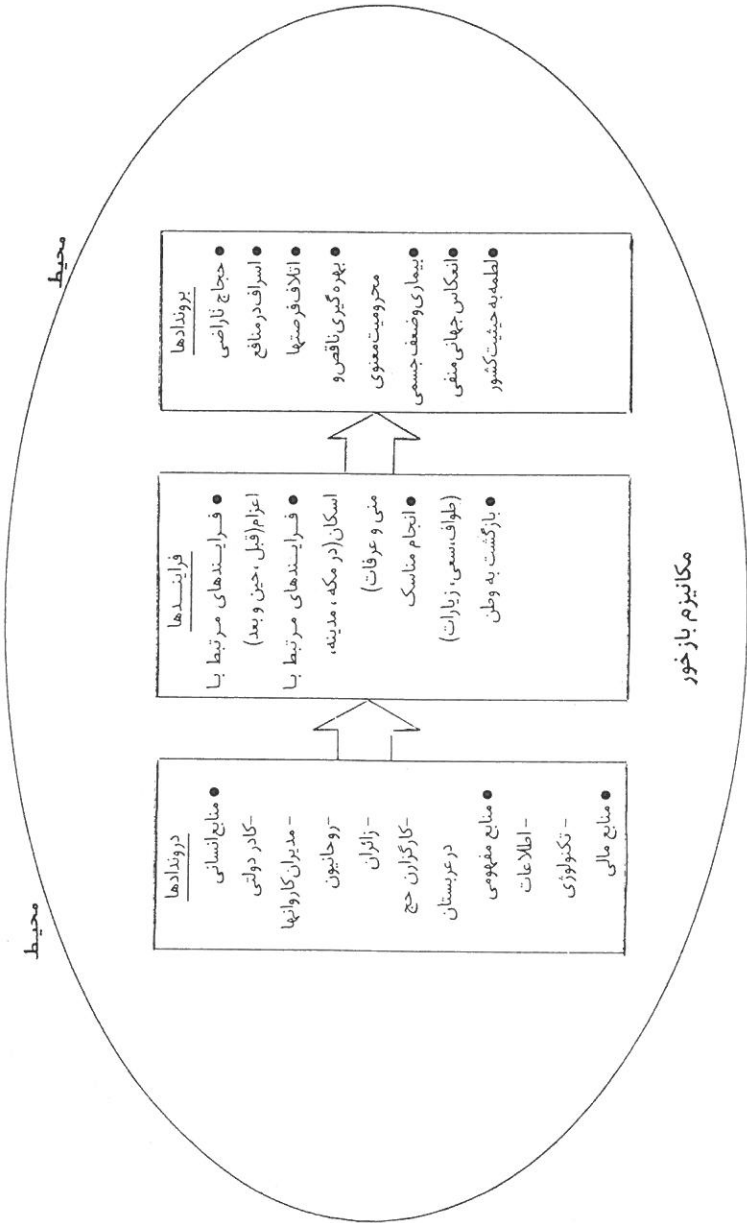 محیط
محیط
دروندادها
● منابع انسانی
-کادر دولتی
- مدیران کاروانها
-روحانیون
- زائران
-کارگزارن حج
در عربستان
● منابع مفهومی
- اطلاعات
- تکنولوژی
● منابع مالی
فرایندها
● فرایندهای مرتبط با
اعزام (قبل، حین و بعد)
● فرایندهای مرتبط با
اسکان (در مکه، مدینه،
منی و عرفات)
● انجام مناسک
(طواف، سعی، زیارات)
● بازگشت به وطن
بروندادها
● حجاج ناراضی
● اسراف در منافع
● اتلاف فرصتها
● بهره گیری ناقص و
محرومیت معنوی
● بیماری و ضعف جسمی
● انعکاس جهانی منفی
● لطمه به حیثیت کشور
مکانیزم بازخور